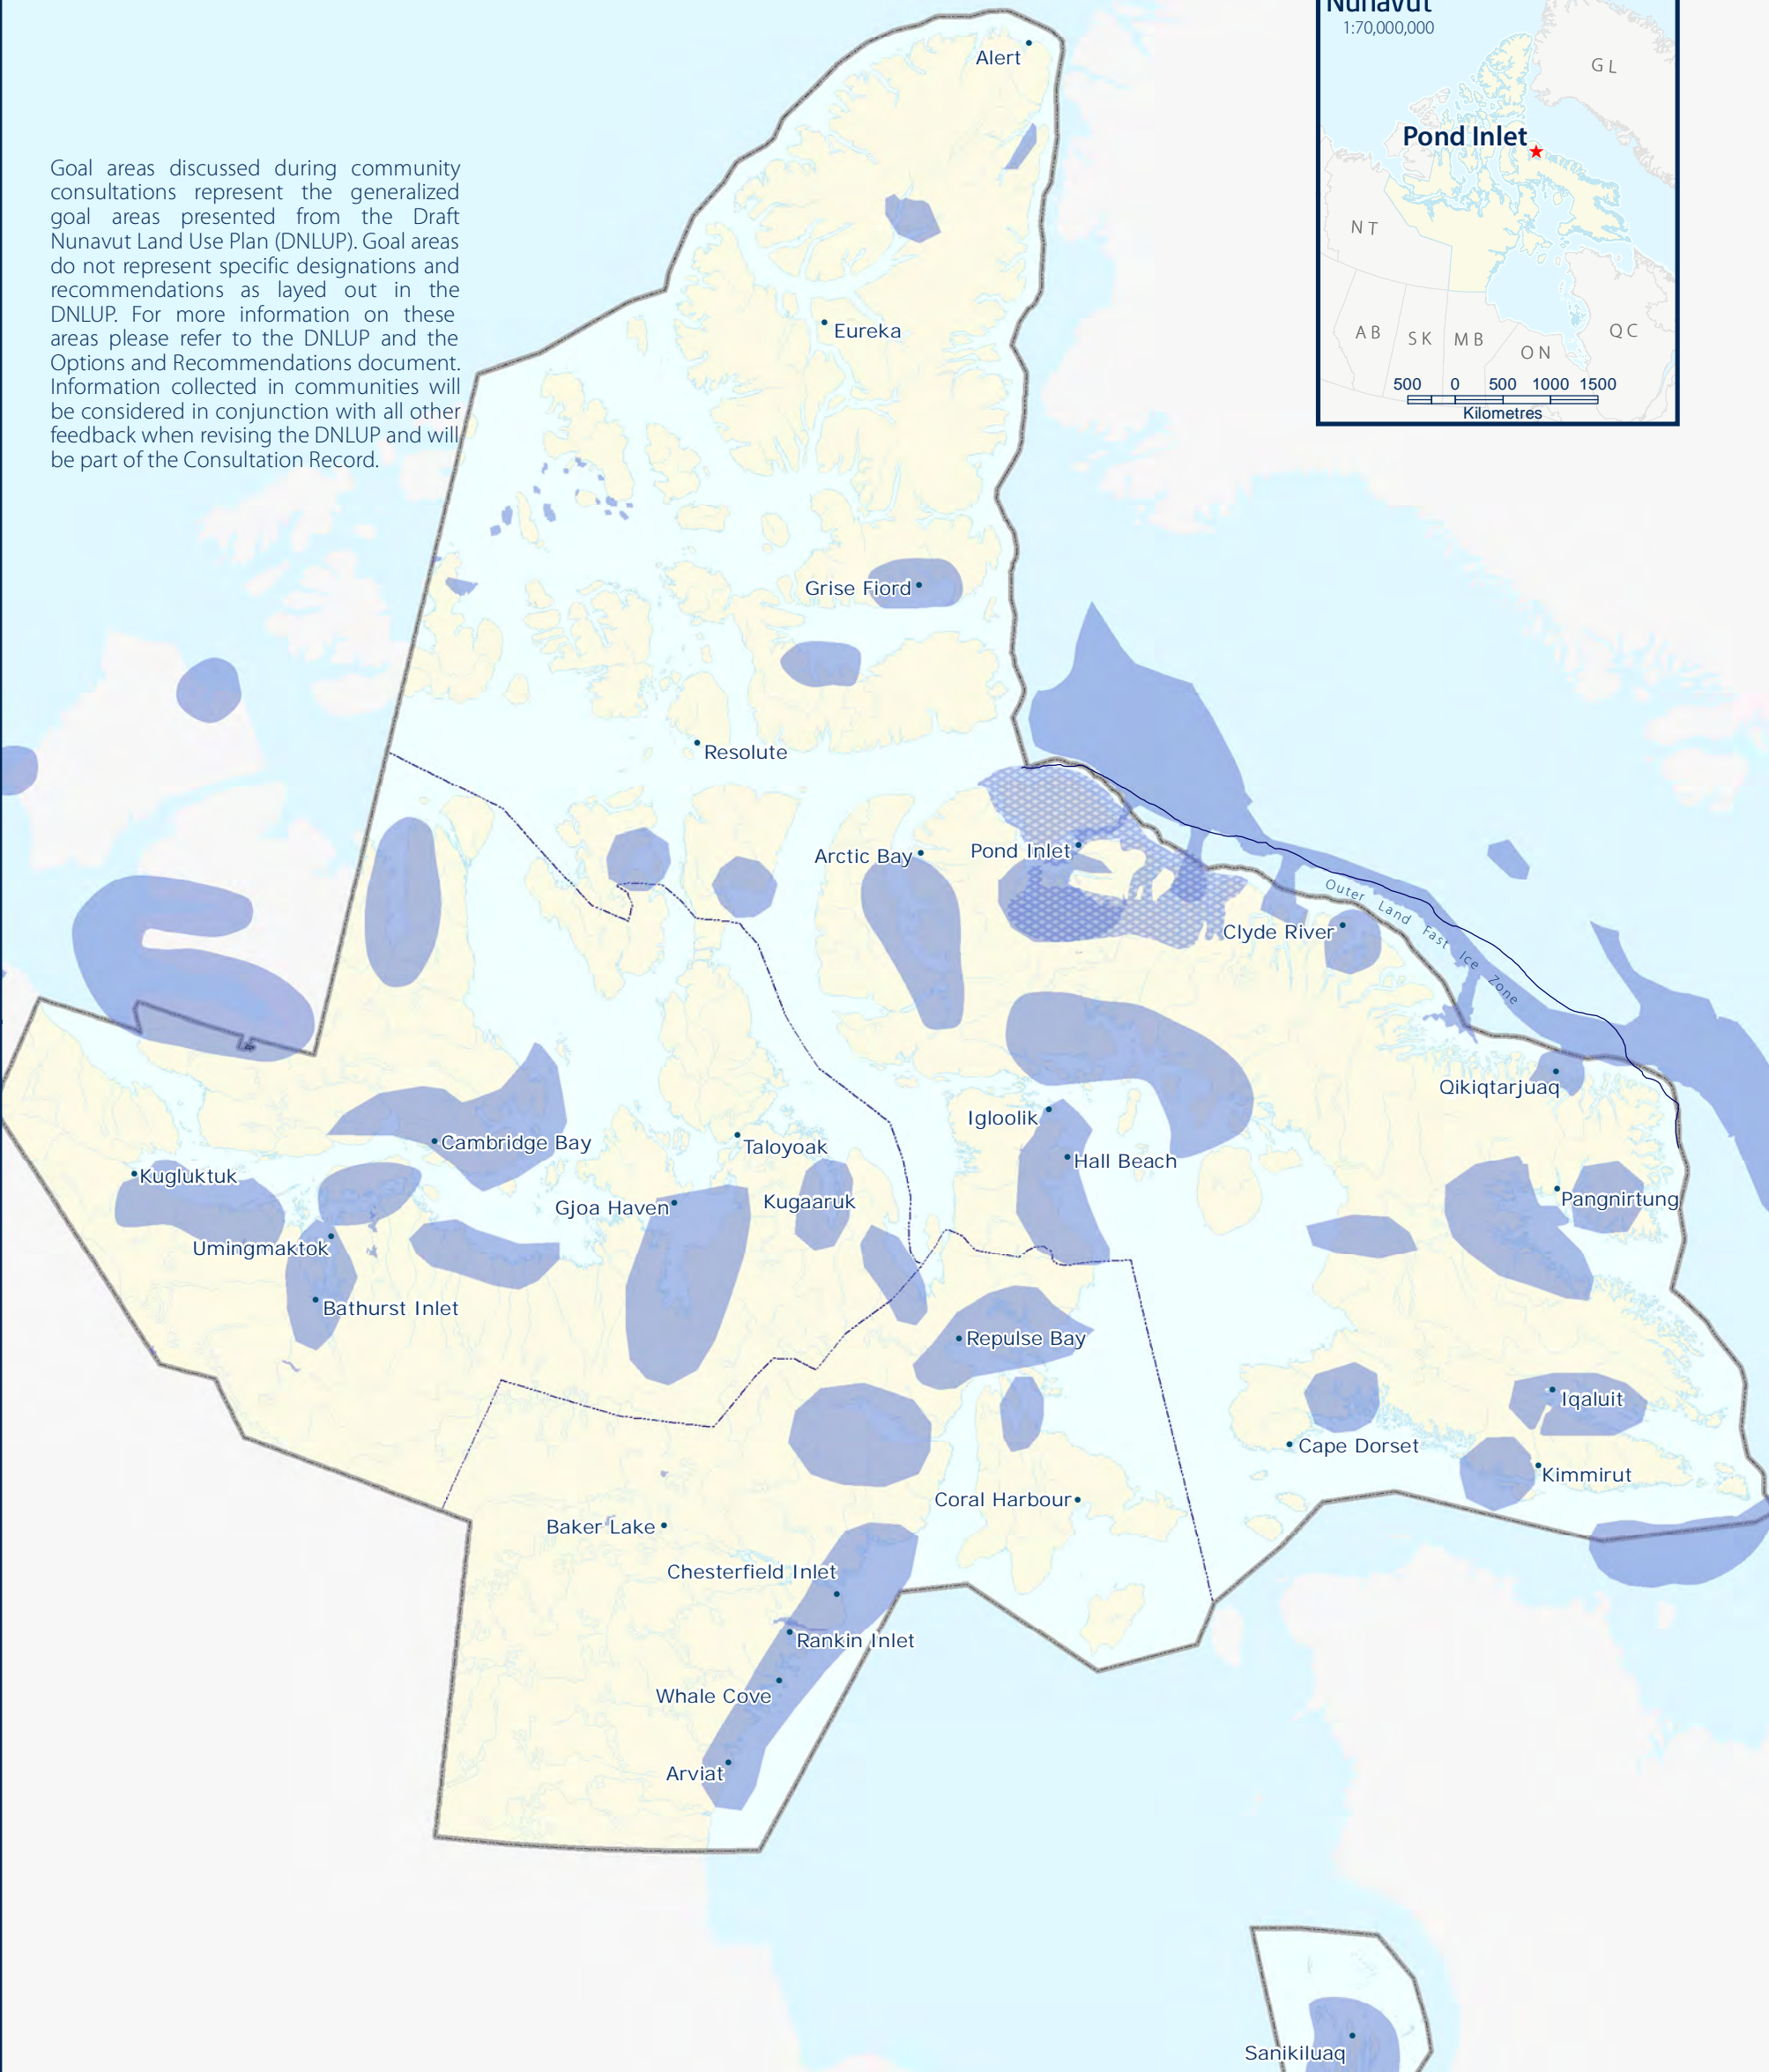 Nunavut
1:70,000,000
GL
Pond Inlet
NT
AB
SK
MB
ON
QC
500 0 500 1000 1500
Kilometres
Goal areas discussed during community
consultations represent the generalized
goal areas presented from the Draft
Nunavut Land Use Plan (DNLUP). Goal areas
do not represent specific designations and
recommendations as layed out in the
DNLUP. For more information on these
areas please refer to the DNLUP and the
Options and Recommendations document.
Information collected in communities will
be considered in conjunction with all other
feedback when revising the DNLUP and will
be part of the Consultation Record.
Alert
Eureka
Grise Fiord
Resolute
Arctic Bay
Pond Inlet
Outer Land Fast Ice Zone
Clyde River
Qikiqtarjuaq
Igloolik
Cambridge Bay
Taloyoak
Hall Beach
Kugluktuk
Gjoa Haven
Kugaaruk
Pangnirtung
Umingmaktok
Bathurst Inlet
Repulse Bay
Iqaluit
Cape Dorset
Kimmirut
Coral Harbour
Baker Lake
Chesterfield Inlet
Rankin Inlet
Whale Cove
Arviat
Sanikiluaq